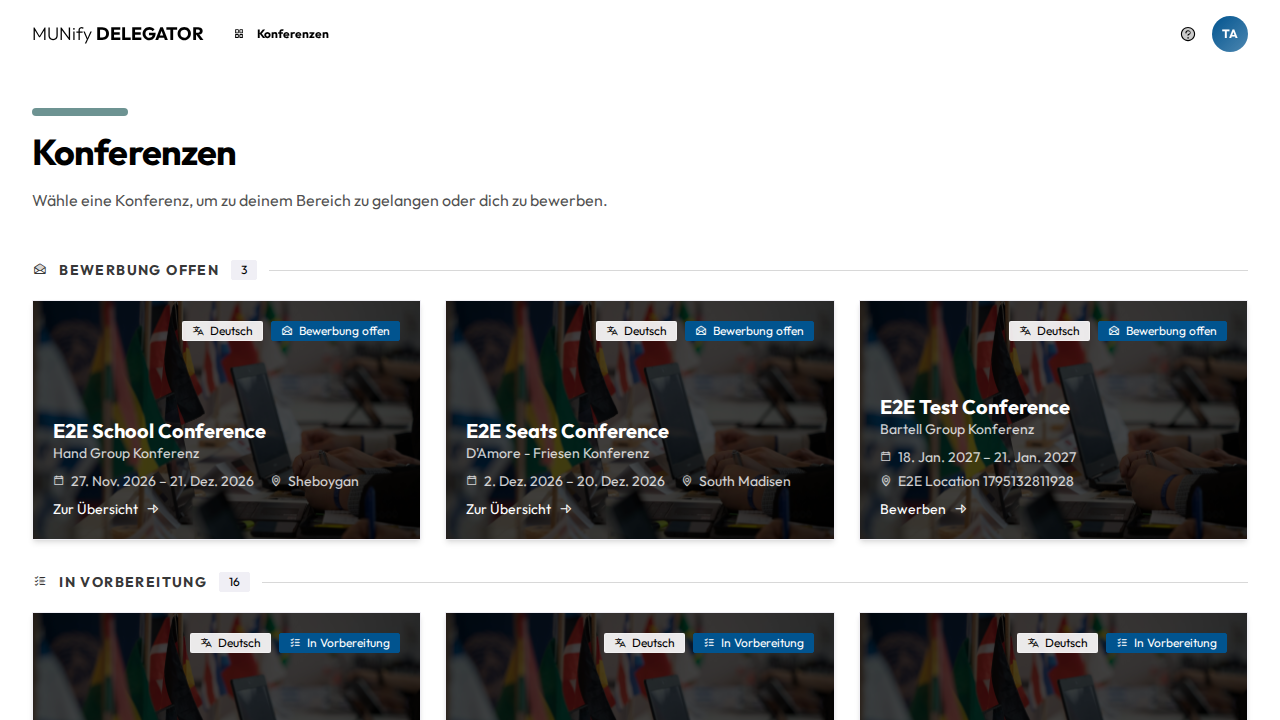 MUNify DELEGATOR
Konferenzen
TA
Konferenzen
Wähle eine Konferenz, um zu deinem Bereich zu gelangen oder dich zu bewerben.
BEWERBUNG OFFEN 3
Deutsch Bewerbung offen
E2E School Conference
Hand Group Konferenz
27. Nov. 2026 – 21. Dez. 2026 Sheboygan
Zur Übersicht
Deutsch Bewerbung offen
E2E Seats Conference
D'Amore - Friesen Konferenz
2. Dez. 2026 – 20. Dez. 2026 South Madisen
Zur Übersicht
Deutsch Bewerbung offen
E2E Test Conference
Bartell Group Konferenz
18. Jan. 2027 – 21. Jan. 2027
E2E Location 1795132811928
Bewerben
IN VORBEREITUNG 16
Deutsch In Vorbereitung
Deutsch In Vorbereitung
Deutsch In Vorbereitung